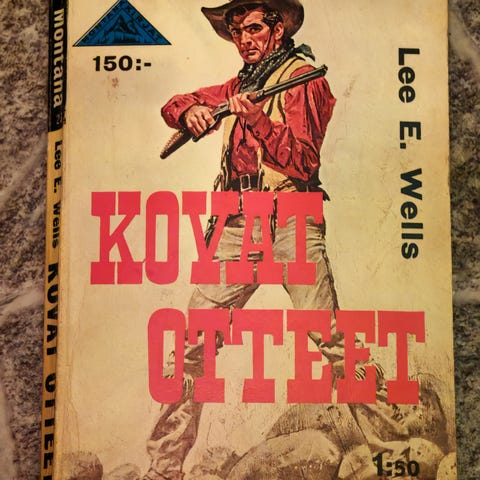 150:-
Lee E. Wells
KOVAT
OTTEET
1:50
Montana
Lee E. Wells KOVAT OTTEET